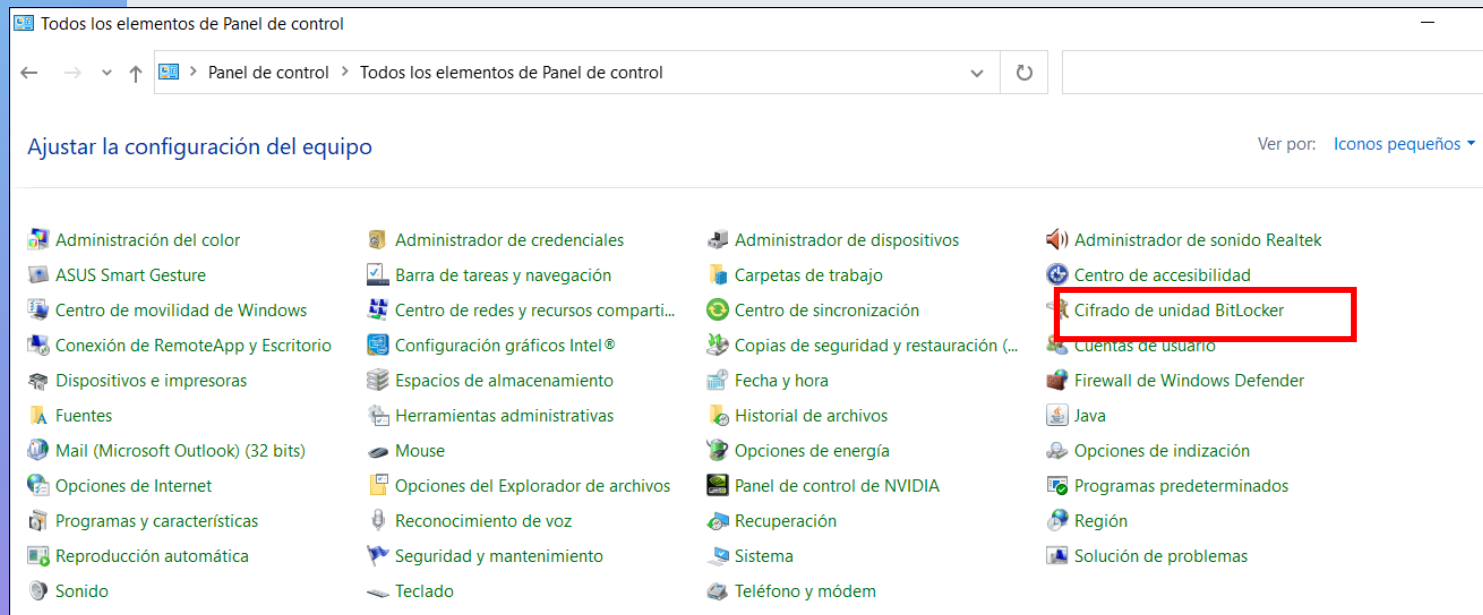 Todos los elementos de Panel de control
Panel de control > Todos los elementos de Panel de control
Ajustar la configuración del equipo
Ver por: Iconos pequeños
Administración del color
Administrador de credenciales
Administrador de dispositivos
Administrador de sonido Realtek
ASUS Smart Gesture
Barra de tareas y navegación
Carpetas de trabajo
Centro de accesibilidad
Centro de movilidad de Windows
Centro de redes y recursos comparti...
Centro de sincronización
Cifrado de unidad BitLocker
Conexión de RemoteApp y Escritorio
Configuración gráficos Intel®
Copias de seguridad y restauración (...
Cuentas de usuario
Dispositivos e impresoras
Espacios de almacenamiento
Fecha y hora
Firewall de Windows Defender
Fuentes
Herramientas administrativas
Historial de archivos
Java
Mail (Microsoft Outlook) (32 bits)
Mouse
Opciones de energía
Opciones de indización
Opciones de Internet
Opciones del Explorador de archivos
Panel de control de NVIDIA
Programas predeterminados
Programas y características
Reconocimiento de voz
Recuperación
Región
Reproducción automática
Seguridad y mantenimiento
Sistema
Solución de problemas
Sonido
Teclado
Teléfono y módem